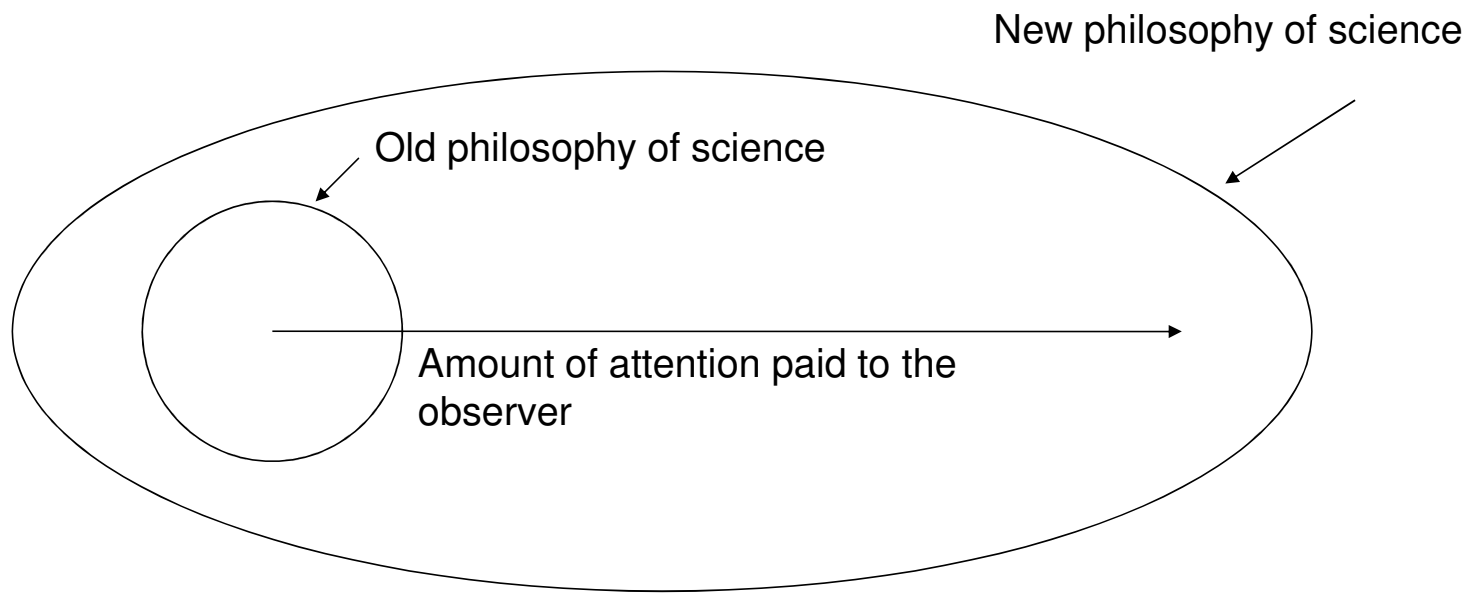 New philosophy of science
Old philosophy of science
Amount of attention paid to the
observer